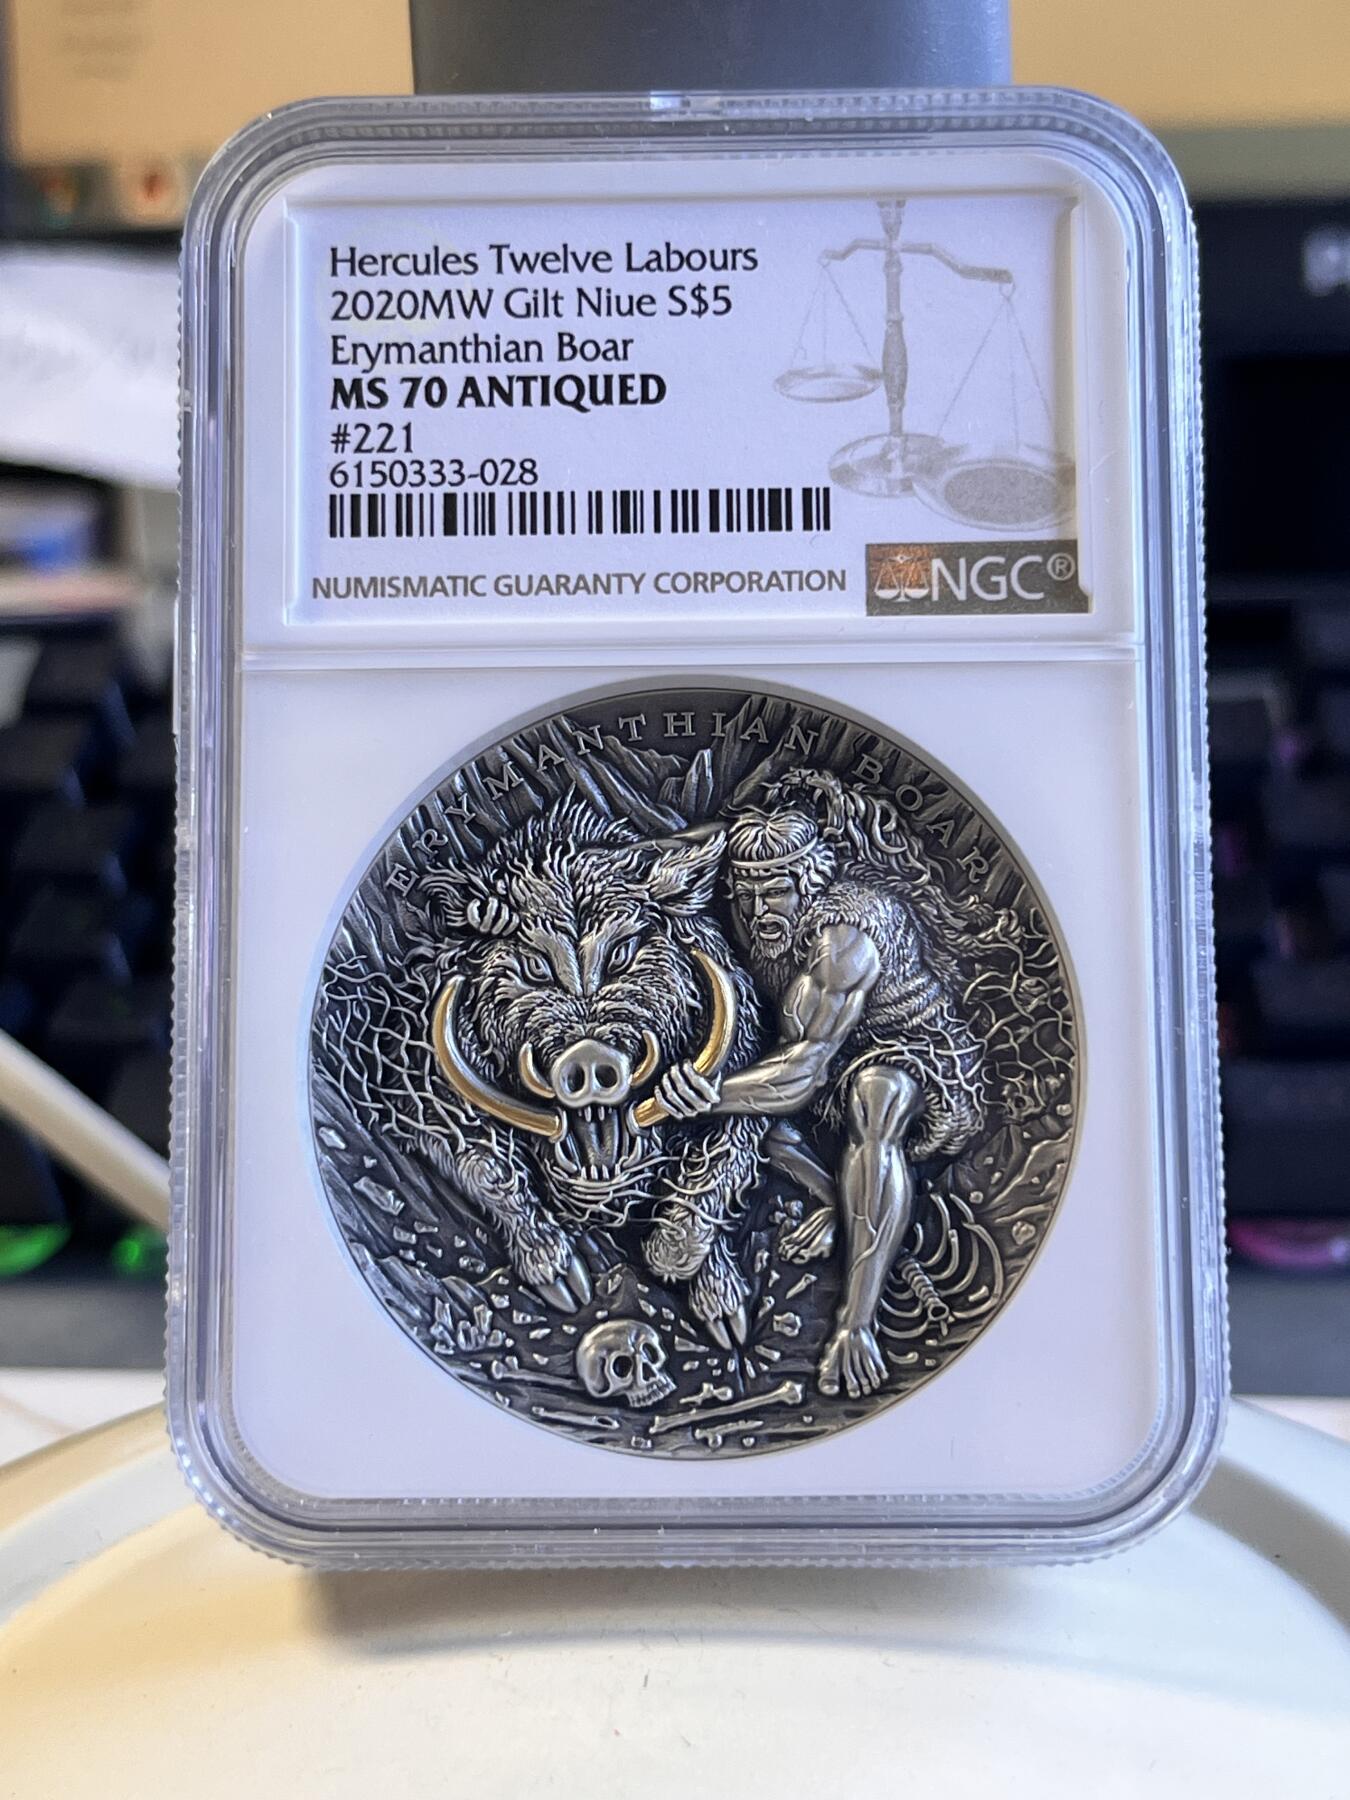 Hercules Twelve Labours
2020MW Gilt Niue S$5
Erymanthian Boar
MS 70 ANTIQUED
#221
6150333-028
NUMISMATIC GUARANTY CORPORATION
NGC®
ERYMANTHIAN BOAR